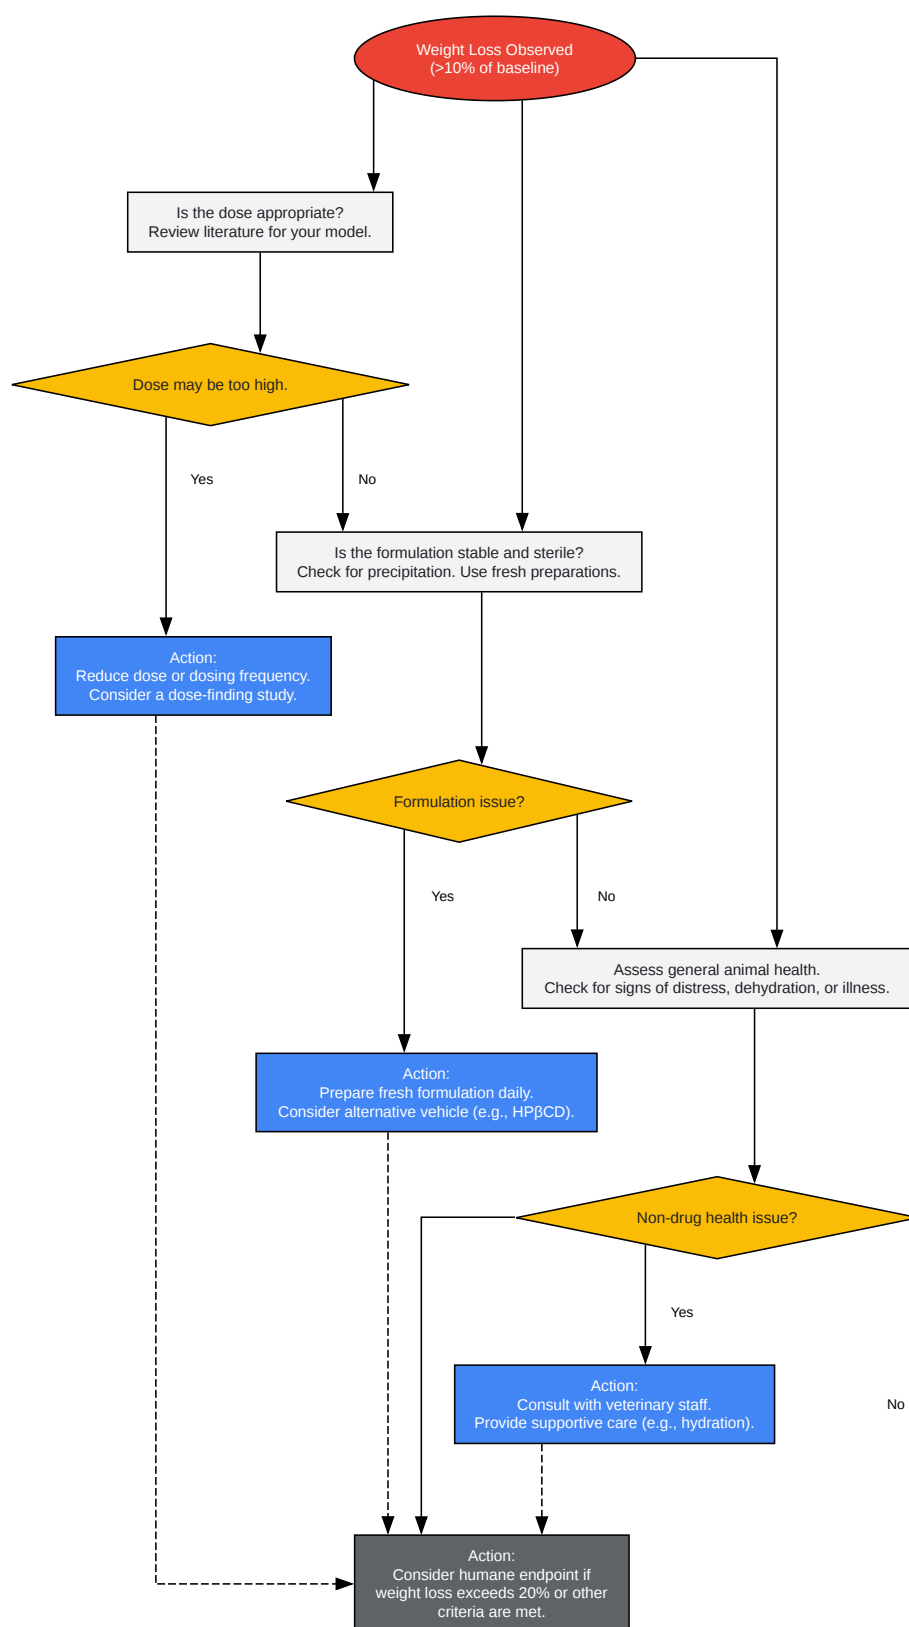 Weight Loss Observed
(>10% of baseline)
Is the dose appropriate?
Review literature for your model.
Dose may be too high.
Yes
No
Is the formulation stable and sterile?
Check for precipitation. Use fresh preparations.
Action:
Reduce dose or dosing frequency.
Consider a dose-finding study.
Formulation issue?
Yes
No
Assess general animal health.
Check for signs of distress, dehydration, or illness.
Action:
Prepare fresh formulation daily.
Consider alternative vehicle (e.g., HPβCD).
Non-drug health issue?
Yes
Action:
Consult with veterinary staff.
Provide supportive care (e.g., hydration).
No
Action:
Consider humane endpoint if
weight loss exceeds 20% or other
criteria are met.